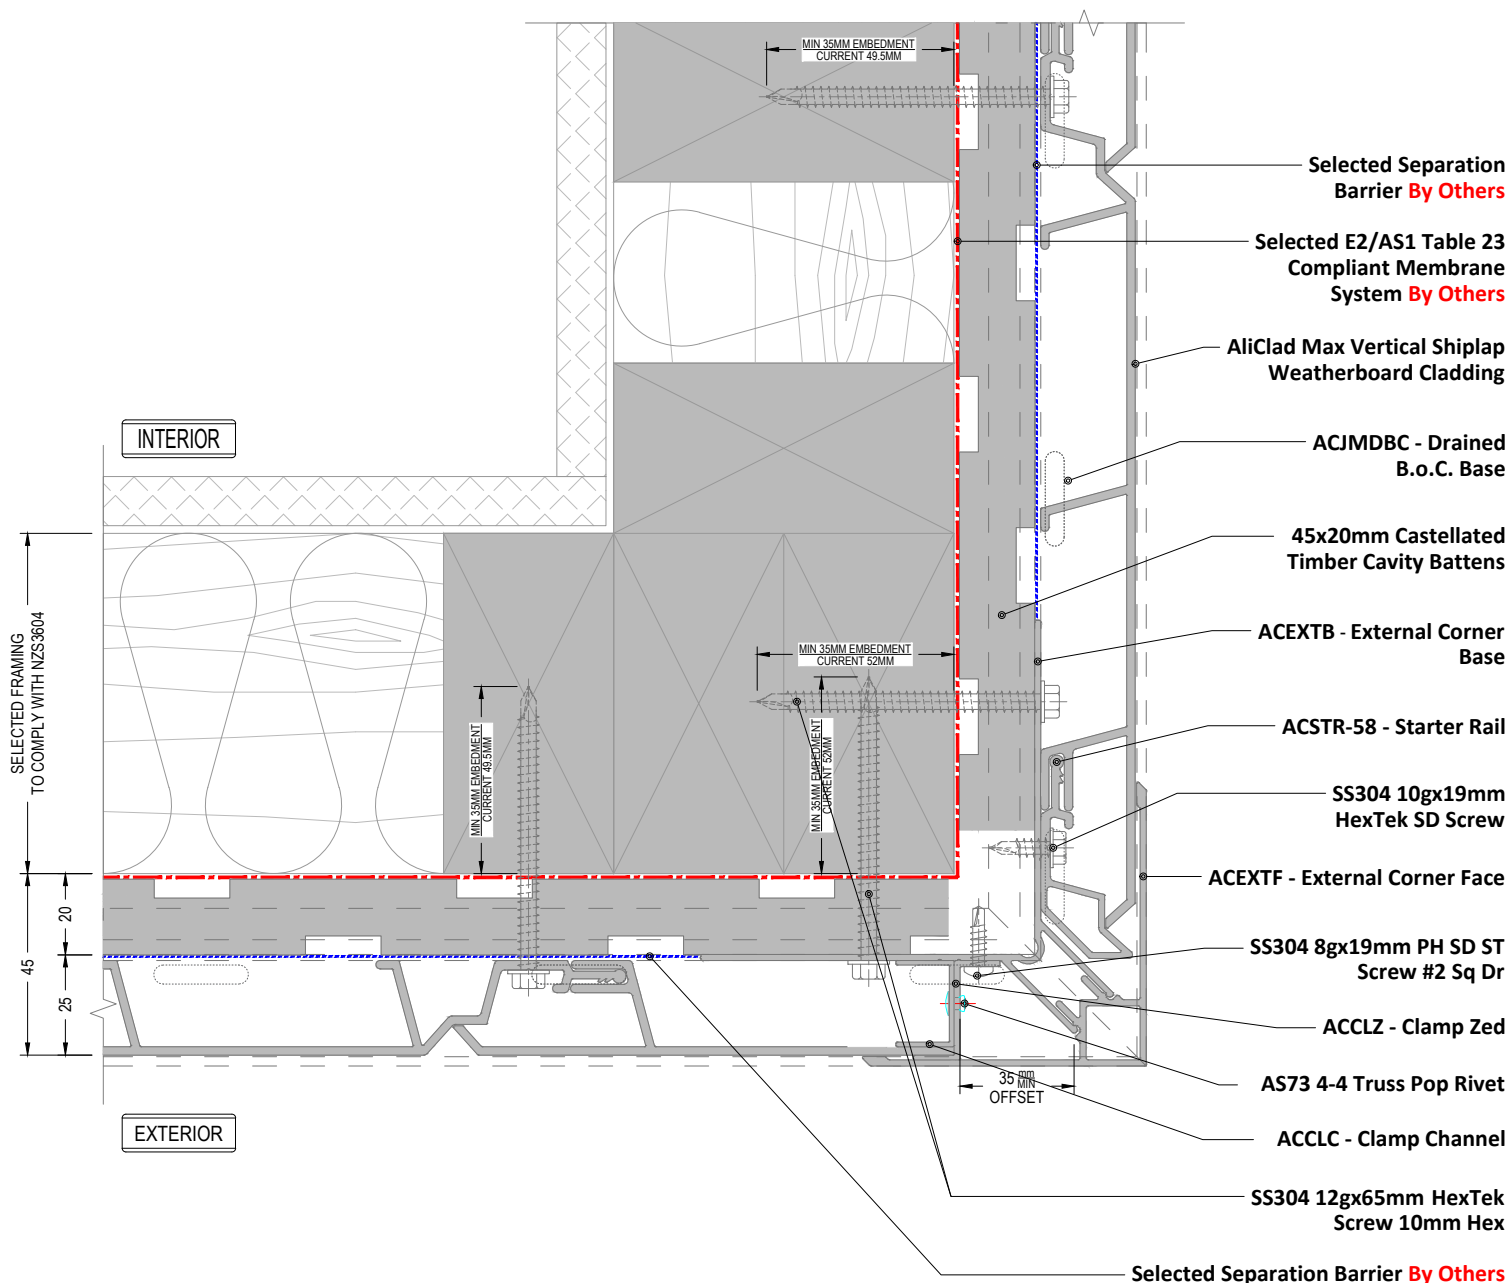 MIN 35MM EMBEDMENT
CURRENT 49.5MM
Selected Separation
Barrier By Others
Selected E2/AS1 Table 23
Compliant Membrane
System By Others
AliClad Max Vertical Shiplap
Weatherboard Cladding
INTERIOR
ACJMDBC - Drained
B.o.C. Base
45x20mm Castellated
Timber Cavity Battens
SELECTED FRAMING
TO COMPLY WITH NZS3604
MIN 35MM EMBEDMENT
CURRENT 52MM
ACEXTB - External Corner
Base
MIN 35MM EMBEDMENT
CURRENT 49.5MM
MIN 35MM EMBEDMENT
CURRENT 52MM
ACSTR-58 - Starter Rail
SS304 10gx19mm
HexTek SD Screw
ACEXTF - External Corner Face
20
45
25
SS304 8gx19mm PH SD ST
Screw #2 Sq Dr
ACCLZ - Clamp Zed
35 mm MIN
OFFSET
AS73 4-4 Truss Pop Rivet
EXTERIOR
ACCLC - Clamp Channel
SS304 12gx65mm HexTek
Screw 10mm Hex
Selected Separation Barrier By Others